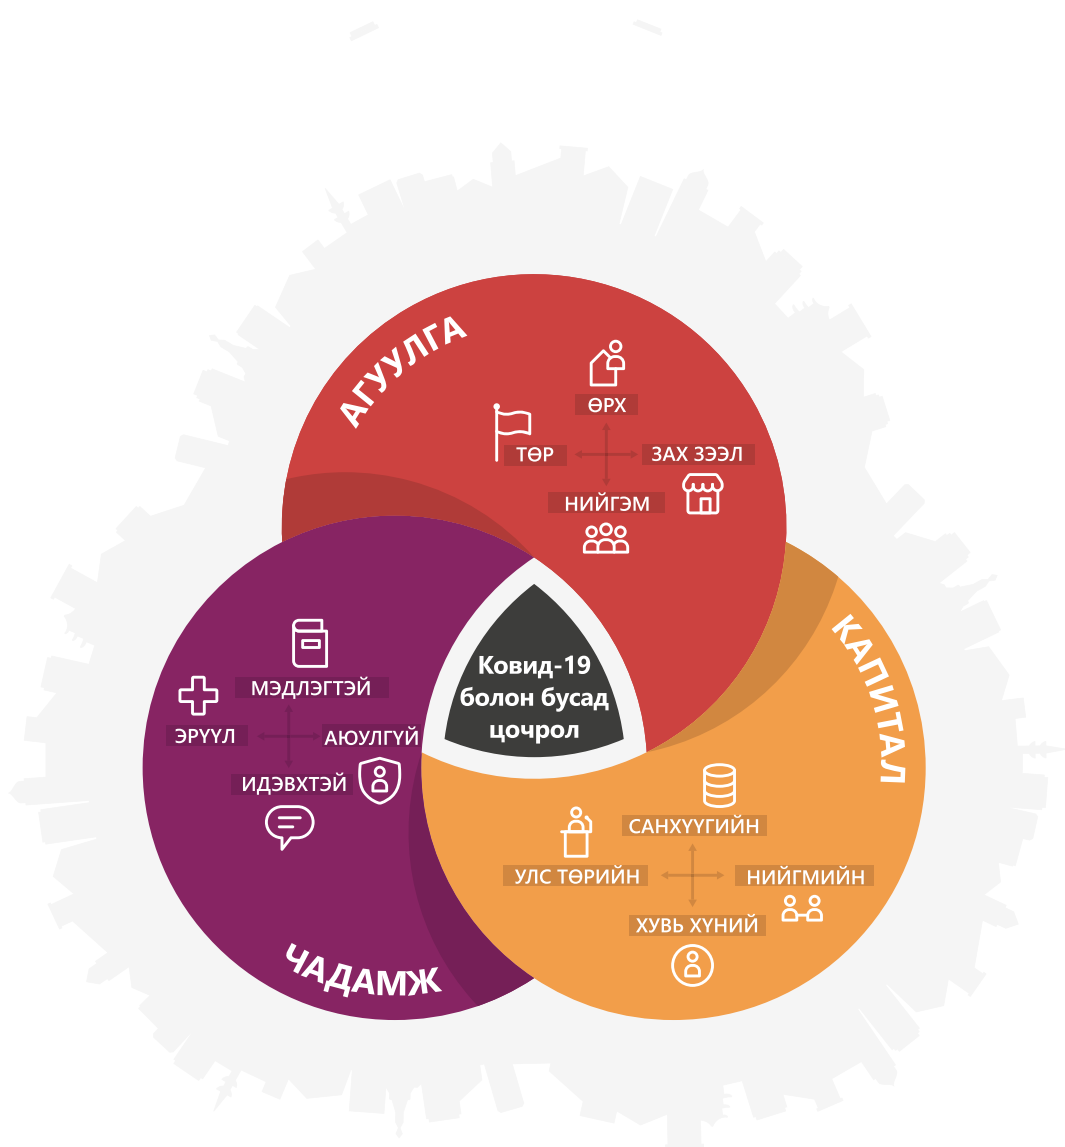 АГУУЛГА
ӨРХ
ТӨР
ЗАХ ЗЭЭЛ
НИЙГЭМ
КАПИТАЛ
Ковид-19
болон бусад
цочрол
МЭДЛЭГТЭЙ
ЭРҮҮЛ
АЮУЛГҮЙ
ИДЭВХТЭЙ
ЧАДАМЖ
САНХҮҮГИЙН
УЛС ТӨРИЙН
НИЙГМИЙН
ХУВЬ ХҮНИЙ